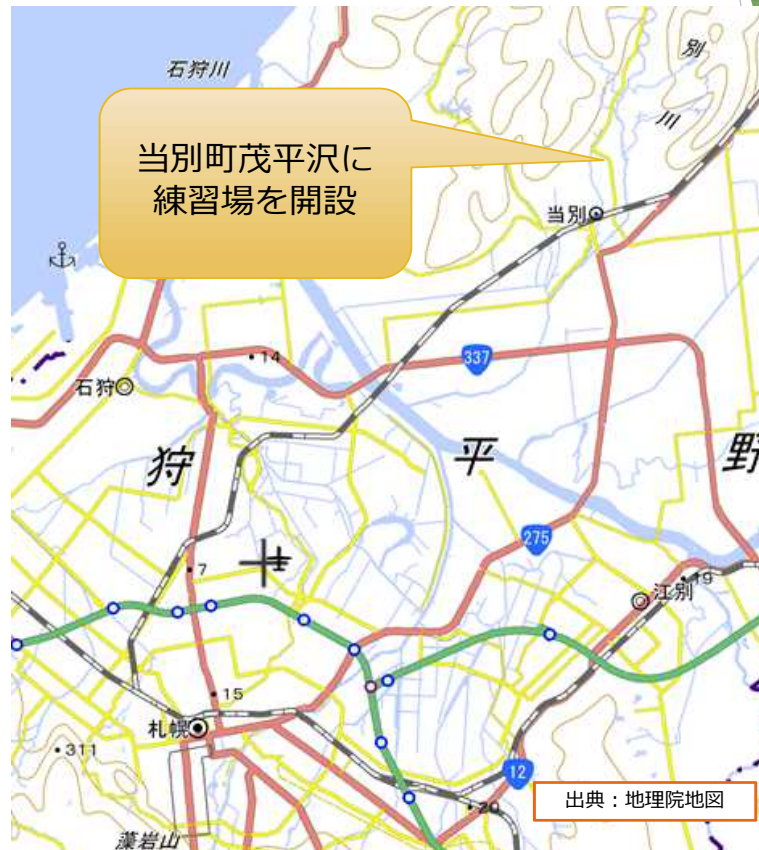 石狩川
別
川
当別町茂平沢に
練習場を開設
当別
337
14
石狩
狩
平
野
275
7
19
江別
15
札幌
311
12
20
出典：地理院地図
藻岩山